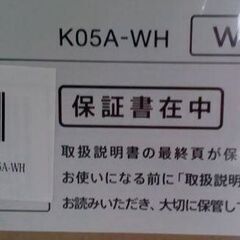 K05A-WH W
保証書在中
5A-WH
取扱説明書の最終頁が保
お使いになる前に「取扱説明
お読みいただき、大切に保管して